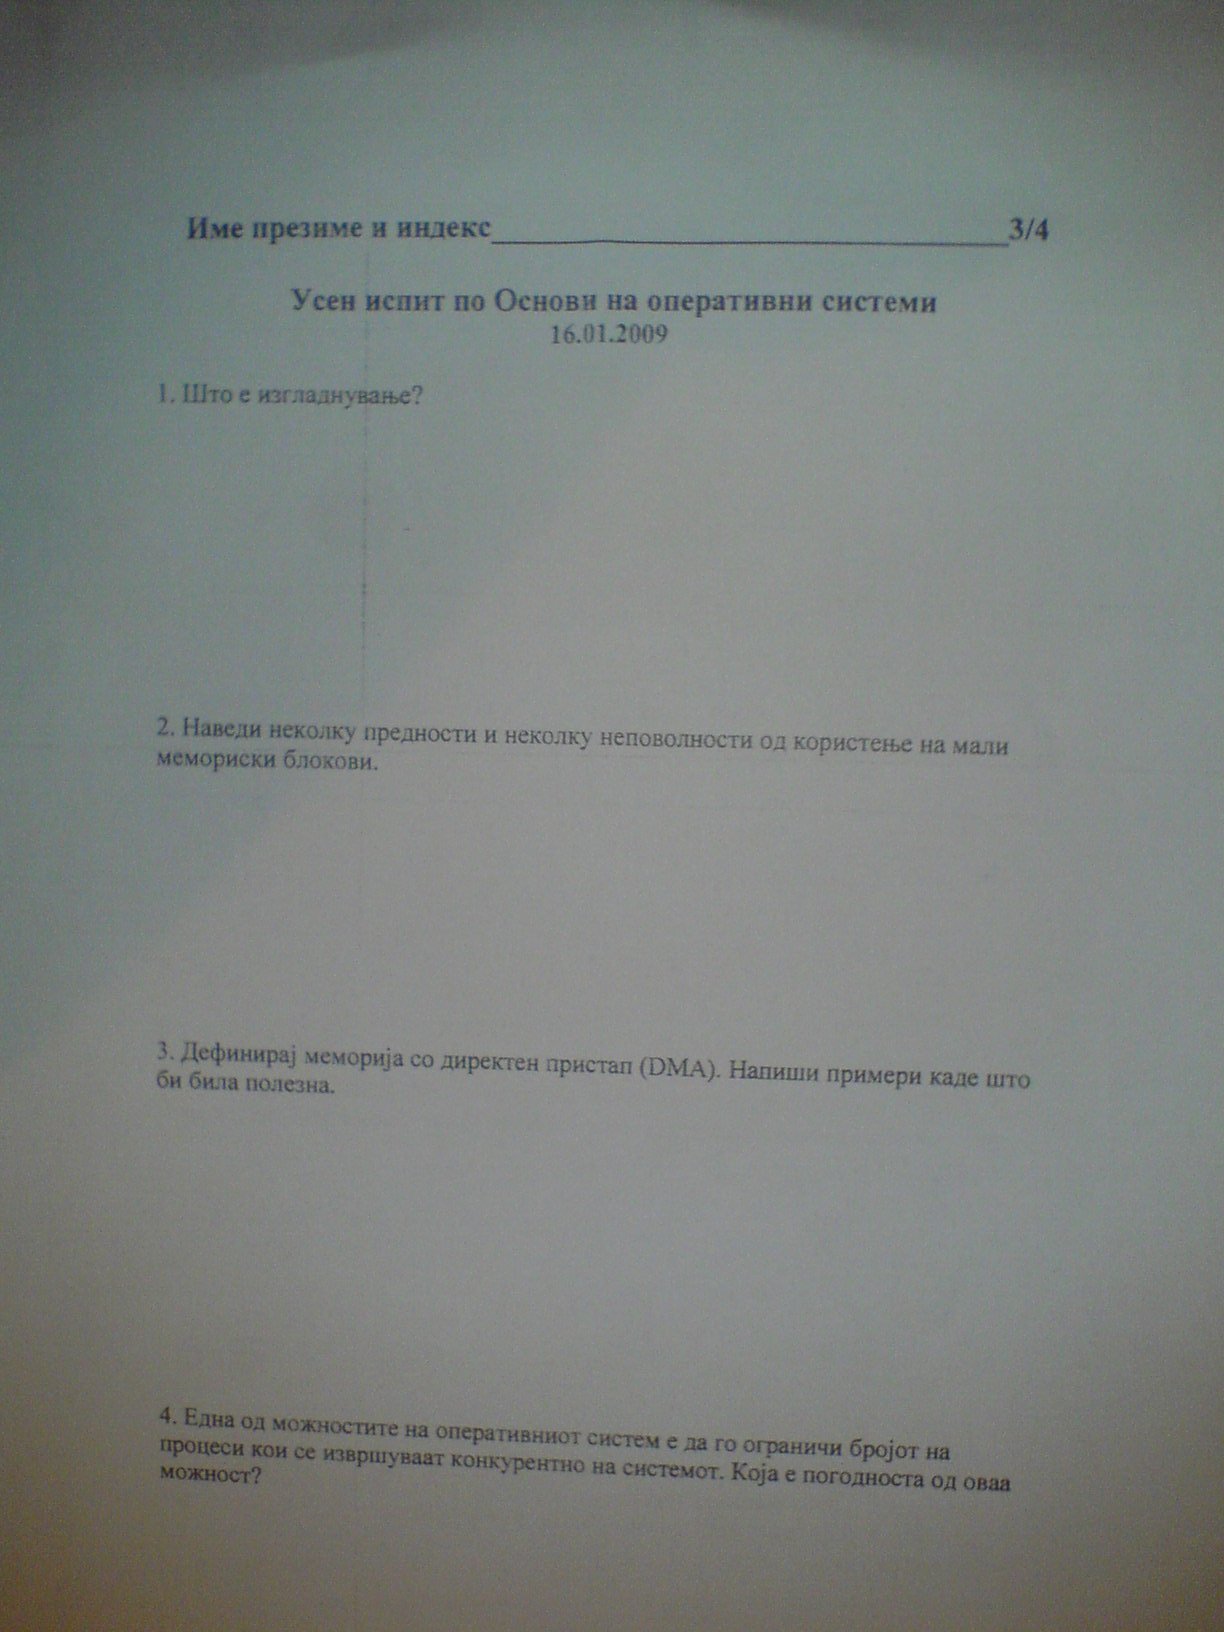 Име презиме и индекс_____________________________________3/4
Усен испит по Основи на оперативни системи
16.01.2009
1. Што е изгладнување?
2. Наведи неколку предности и неколку неповолности од користење на мали
мемориски блокови.
3. Дефинирај меморија со директен пристап (DMA). Напиши примери каде што
би била полезна.
4. Една од можностите на оперативниот систем е да го ограничи бројот на
процеси кои се извршуваат конкурентно на системот. Која е погодноста од оваа
можност?